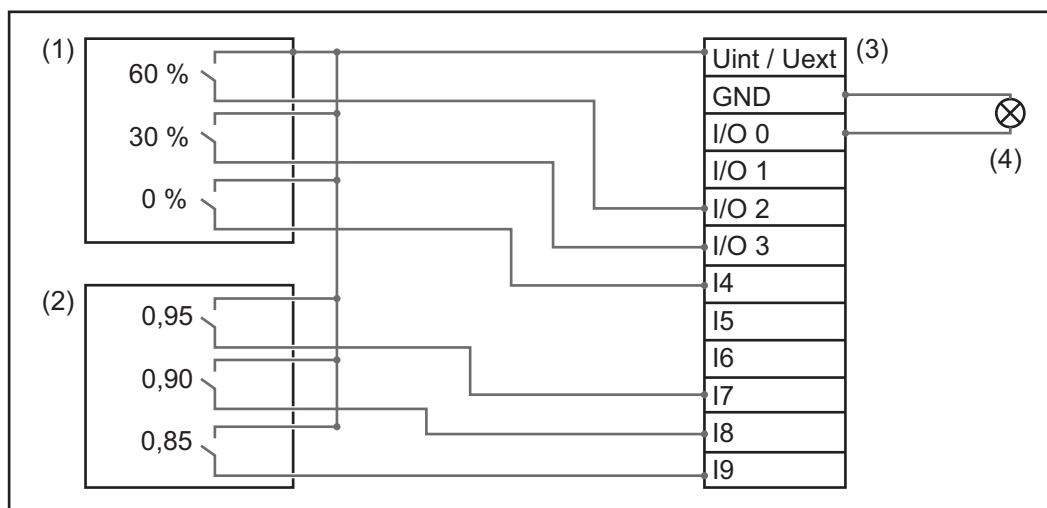 (1)
60 %
30 %
0 %
(2)
0,95
0,90
0,85
Uint / Uext
(3)
GND
I/O 0
I/O 1
I/O 2
I/O 3
I4
I5
I6
I7
I8
I9
(4)